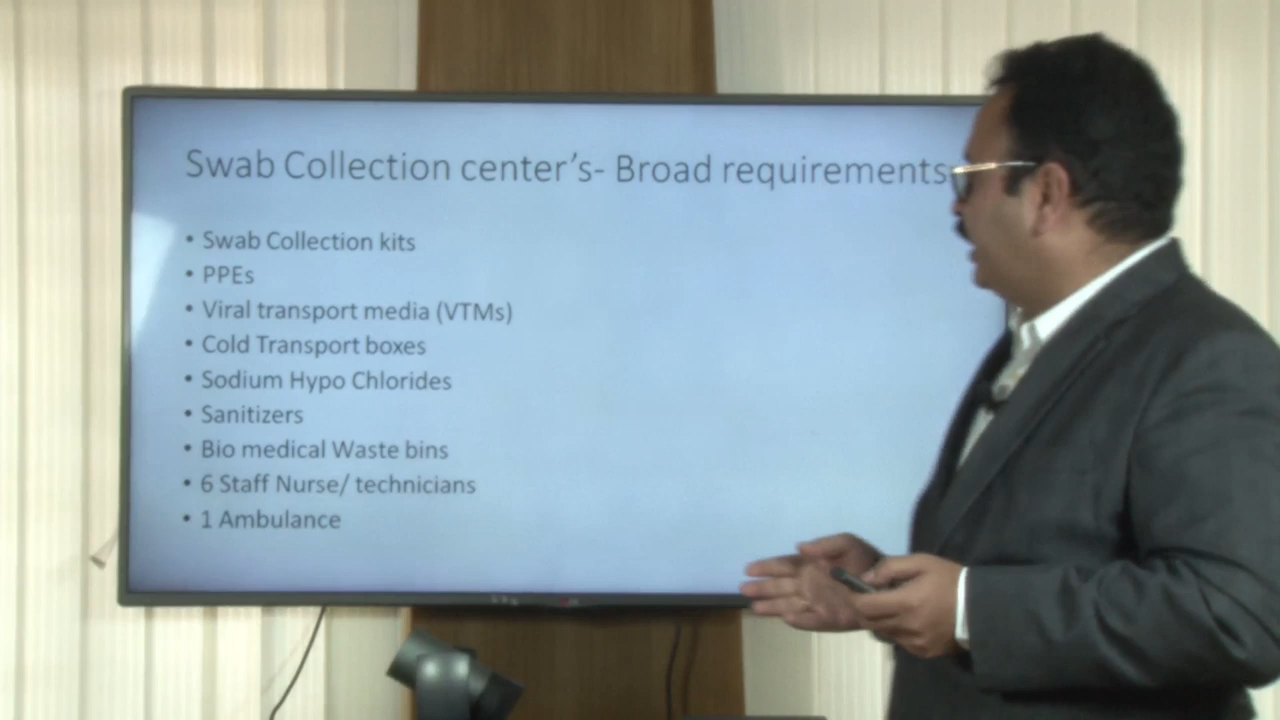 Swab Collection center's- Broad requirements
• Swab Collection kits
• PPEs
• Viral transport media (VTMs)
• Cold Transport boxes
• Sodium Hypo Chlorides
• Sanitizers
• Bio medical Waste bins
• 6 Staff Nurse/ technicians
• 1 Ambulance